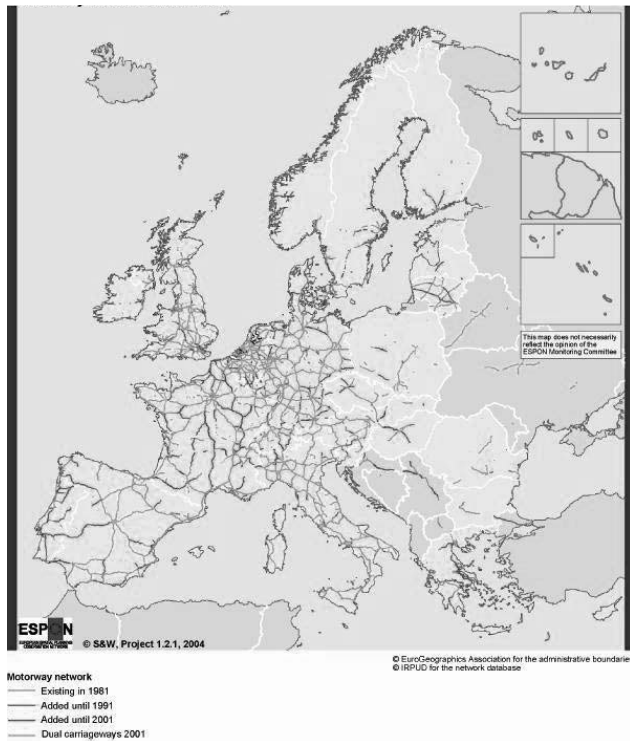 This map does not necessarily
reflect the opinion of the
ESPON Monitoring Committee
ESPON
© S&W, Project 1.2.1, 2004
© EuroGeographics Association for the administrative boundarie
© IRPUD for the network database
Motorway network
Existing in 1981
Added until 1991
Added until 2001
Dual carriageways 2001